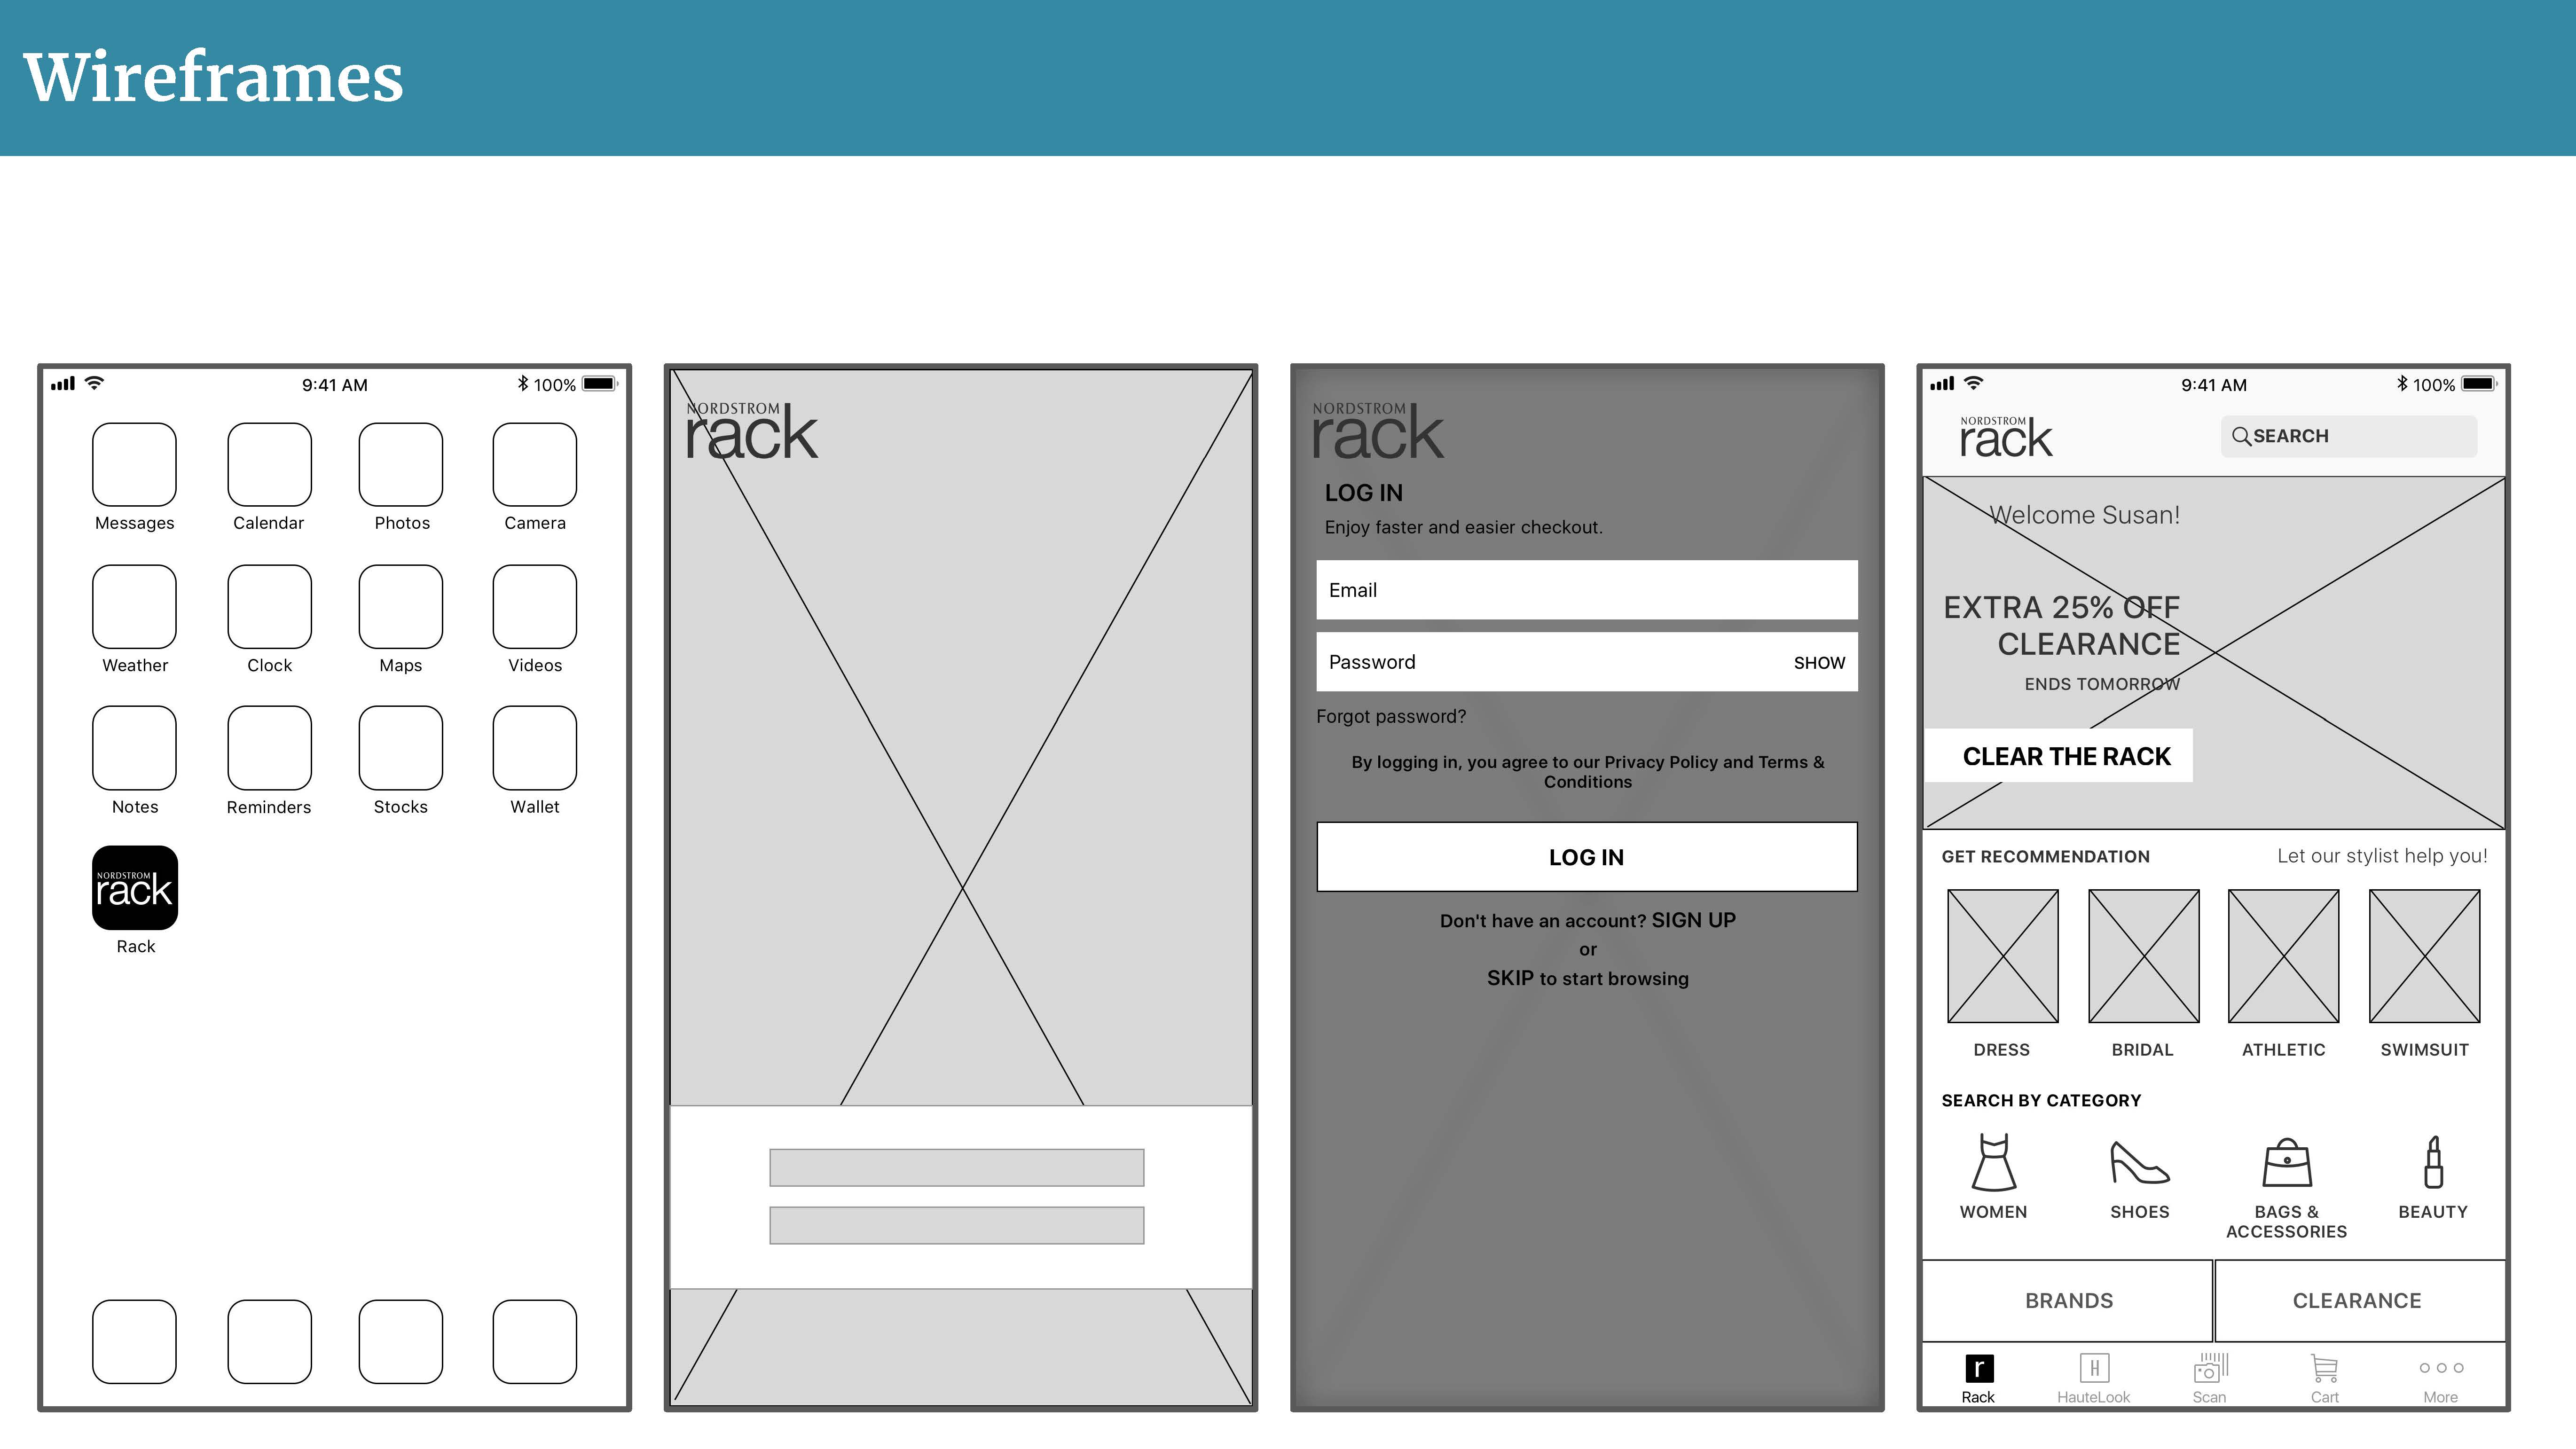 Wireframes
9:41 AM
100%
Messages
Calendar
Photos
Camera
Weather
Clock
Maps
Videos
Notes
Reminders
Stocks
Wallet
NORDSTROM
rack
Rack
NORDSTROM
rack
NORDSTROM
rack
LOG IN
Enjoy faster and easier checkout.
Email
Password
SHOW
Forgot password?
By logging in, you agree to our Privacy Policy and Terms &
Conditions
LOG IN
Don't have an account? SIGN UP
or
SKIP to start browsing
9:41 AM
100%
NORDSTROM
rack
SEARCH
Welcome Susan!
EXTRA 25% OFF
CLEARANCE
ENDS TOMORROW
CLEAR THE RACK
GET RECOMMENDATION
Let our stylist help you!
DRESS
BRIDAL
ATHLETIC
SWIMSUIT
SEARCH BY CATEGORY
WOMEN
SHOES
BAGS &
ACCESSORIES
BEAUTY
BRANDS
CLEARANCE
r
H
Rack
HauteLook
Scan
Cart
More